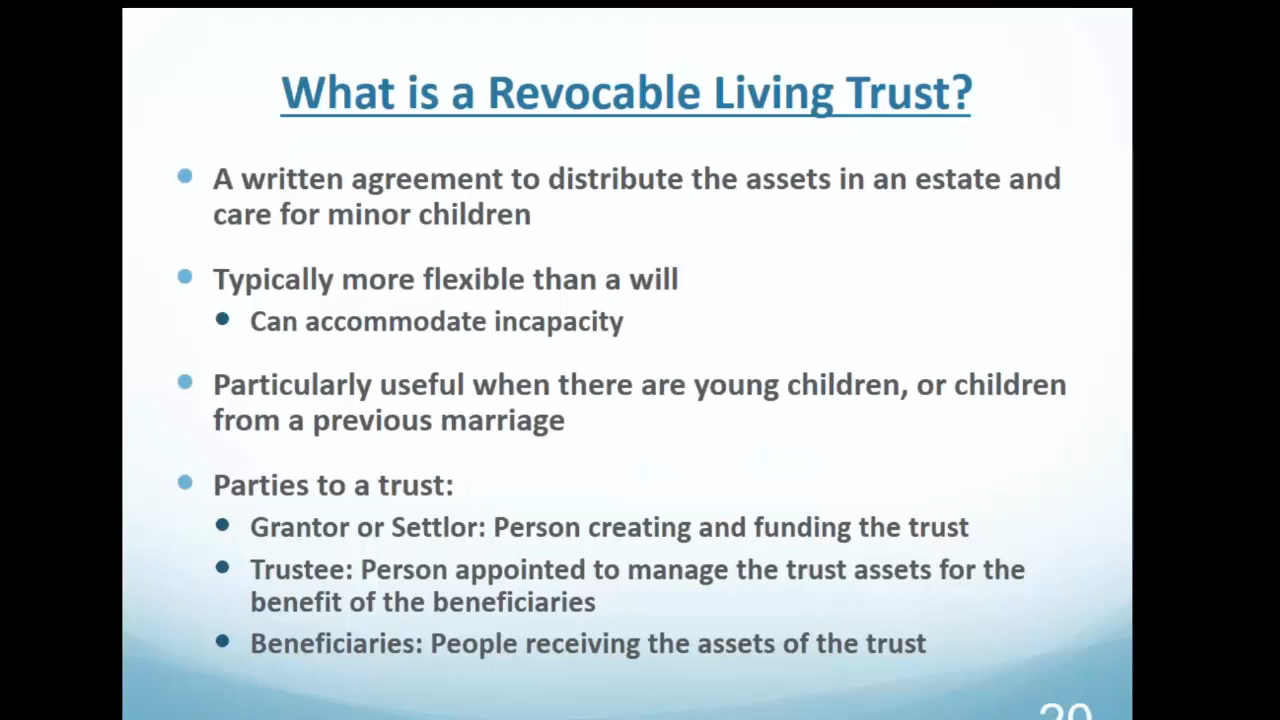 What is a Revocable Living Trust?
A written agreement to distribute the assets in an estate and
care for minor children
Typically more flexible than a will
Can accommodate incapacity
Particularly useful when there are young children, or children
from a previous marriage
Parties to a trust:
Grantor or Settlor: Person creating and funding the trust
Trustee: Person appointed to manage the trust assets for the
benefit of the beneficiaries
Beneficiaries: People receiving the assets of the trust
20